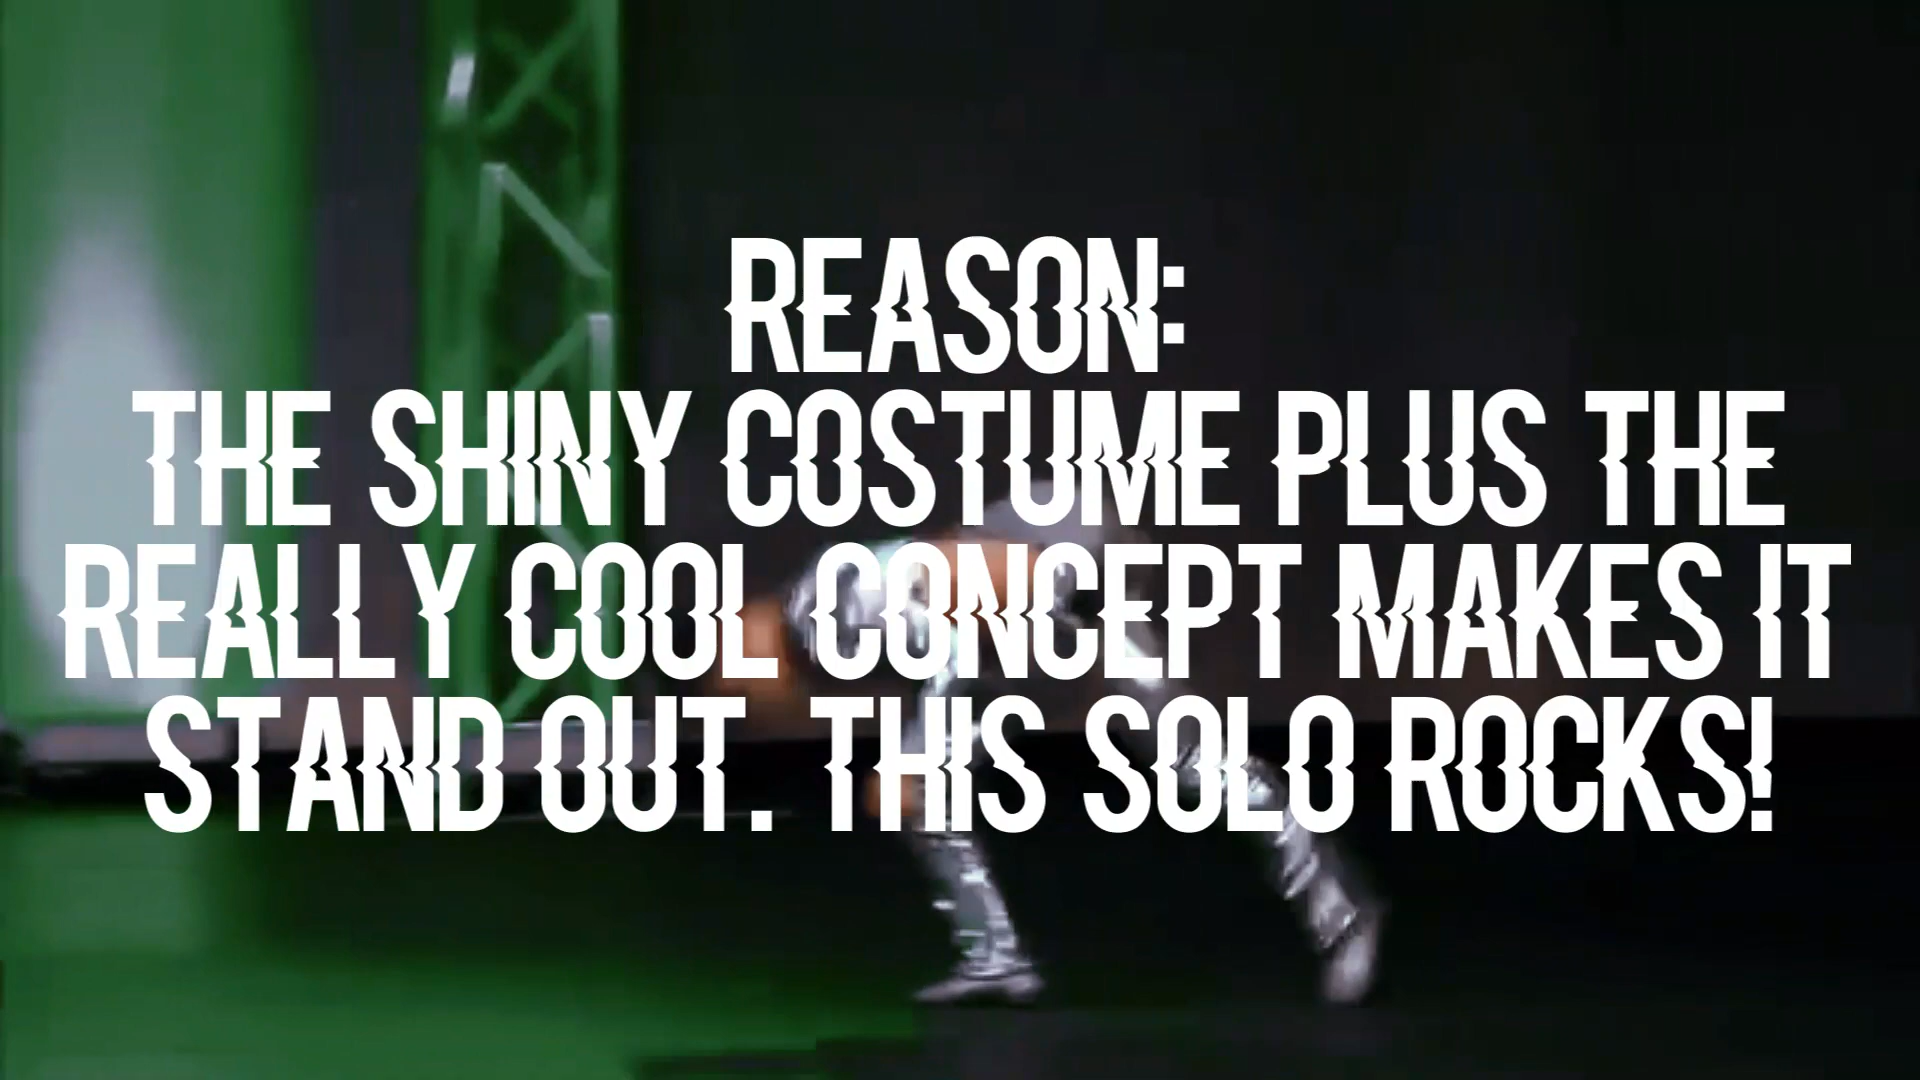 REASON:
THE SHINY COSTUME PLUS THE
REALLY COOL CONCEPT MAKES IT
STAND OUT. THIS SOLO ROCKS!